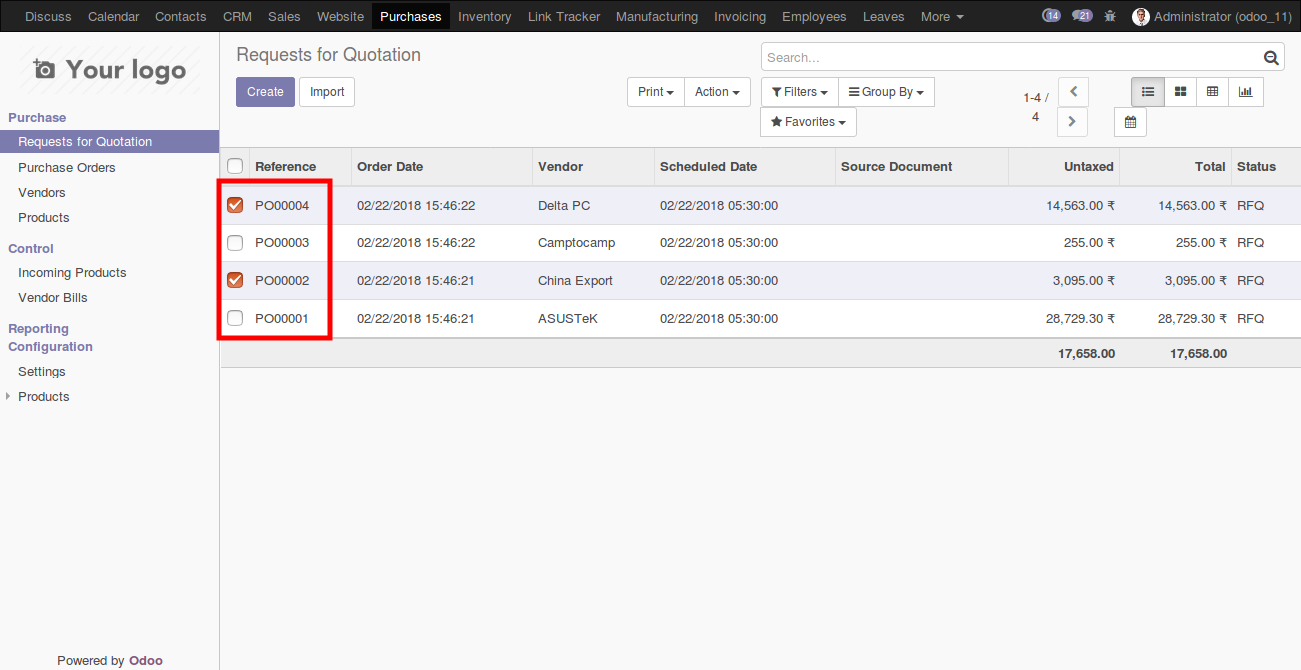 Discuss Calendar Contacts CRM Sales Website Purchases Inventory Link Tracker Manufacturing Invoicing Employees Leaves More 14 21 Administrator (odoo_11)
Your logo
Purchase
Requests for Quotation
Purchase Orders
Vendors
Products
Control
Incoming Products
Vendor Bills
Reporting
Configuration
Settings
Products
Powered by Odoo
Requests for Quotation
Search...
Create Import Print Action Filters Group By
Favorites
1-4 /
4
Reference Order Date Vendor Scheduled Date Source Document Untaxed Total Status
PO00004 02/22/2018 15:46:22 Delta PC 02/22/2018 05:30:00 14,563.00 ₹ 14,563.00 ₹ RFQ
PO00003 02/22/2018 15:46:22 Camptocamp 02/22/2018 05:30:00 255.00 ₹ 255.00 ₹ RFQ
PO00002 02/22/2018 15:46:21 China Export 02/22/2018 05:30:00 3,095.00 ₹ 3,095.00 ₹ RFQ
PO00001 02/22/2018 15:46:21 ASUSTeK 02/22/2018 05:30:00 28,729.30 ₹ 28,729.30 ₹ RFQ
17,658.00 17,658.00